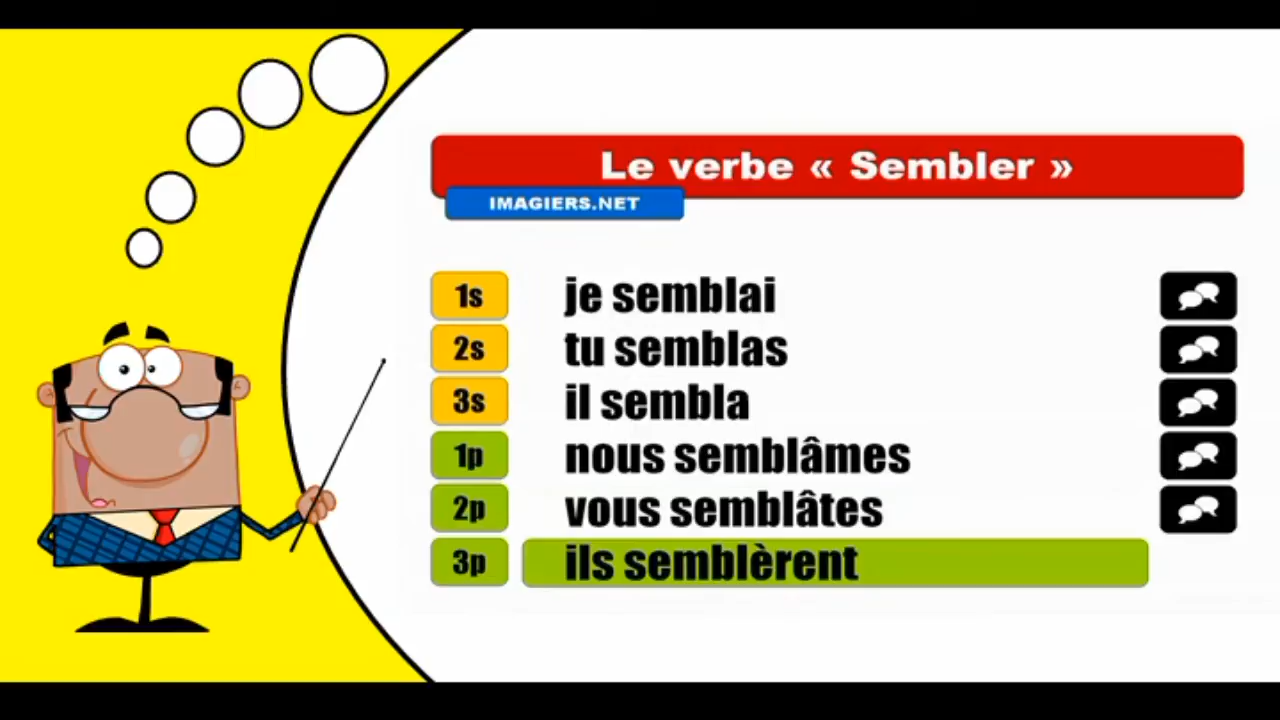 Le verbe « Sembler »
IMAGIERS.NET
1s je semblai
2s tu semblas
3s il sembla
1p nous semblâmes
2p vous semblâtes
3p ils semblèrent